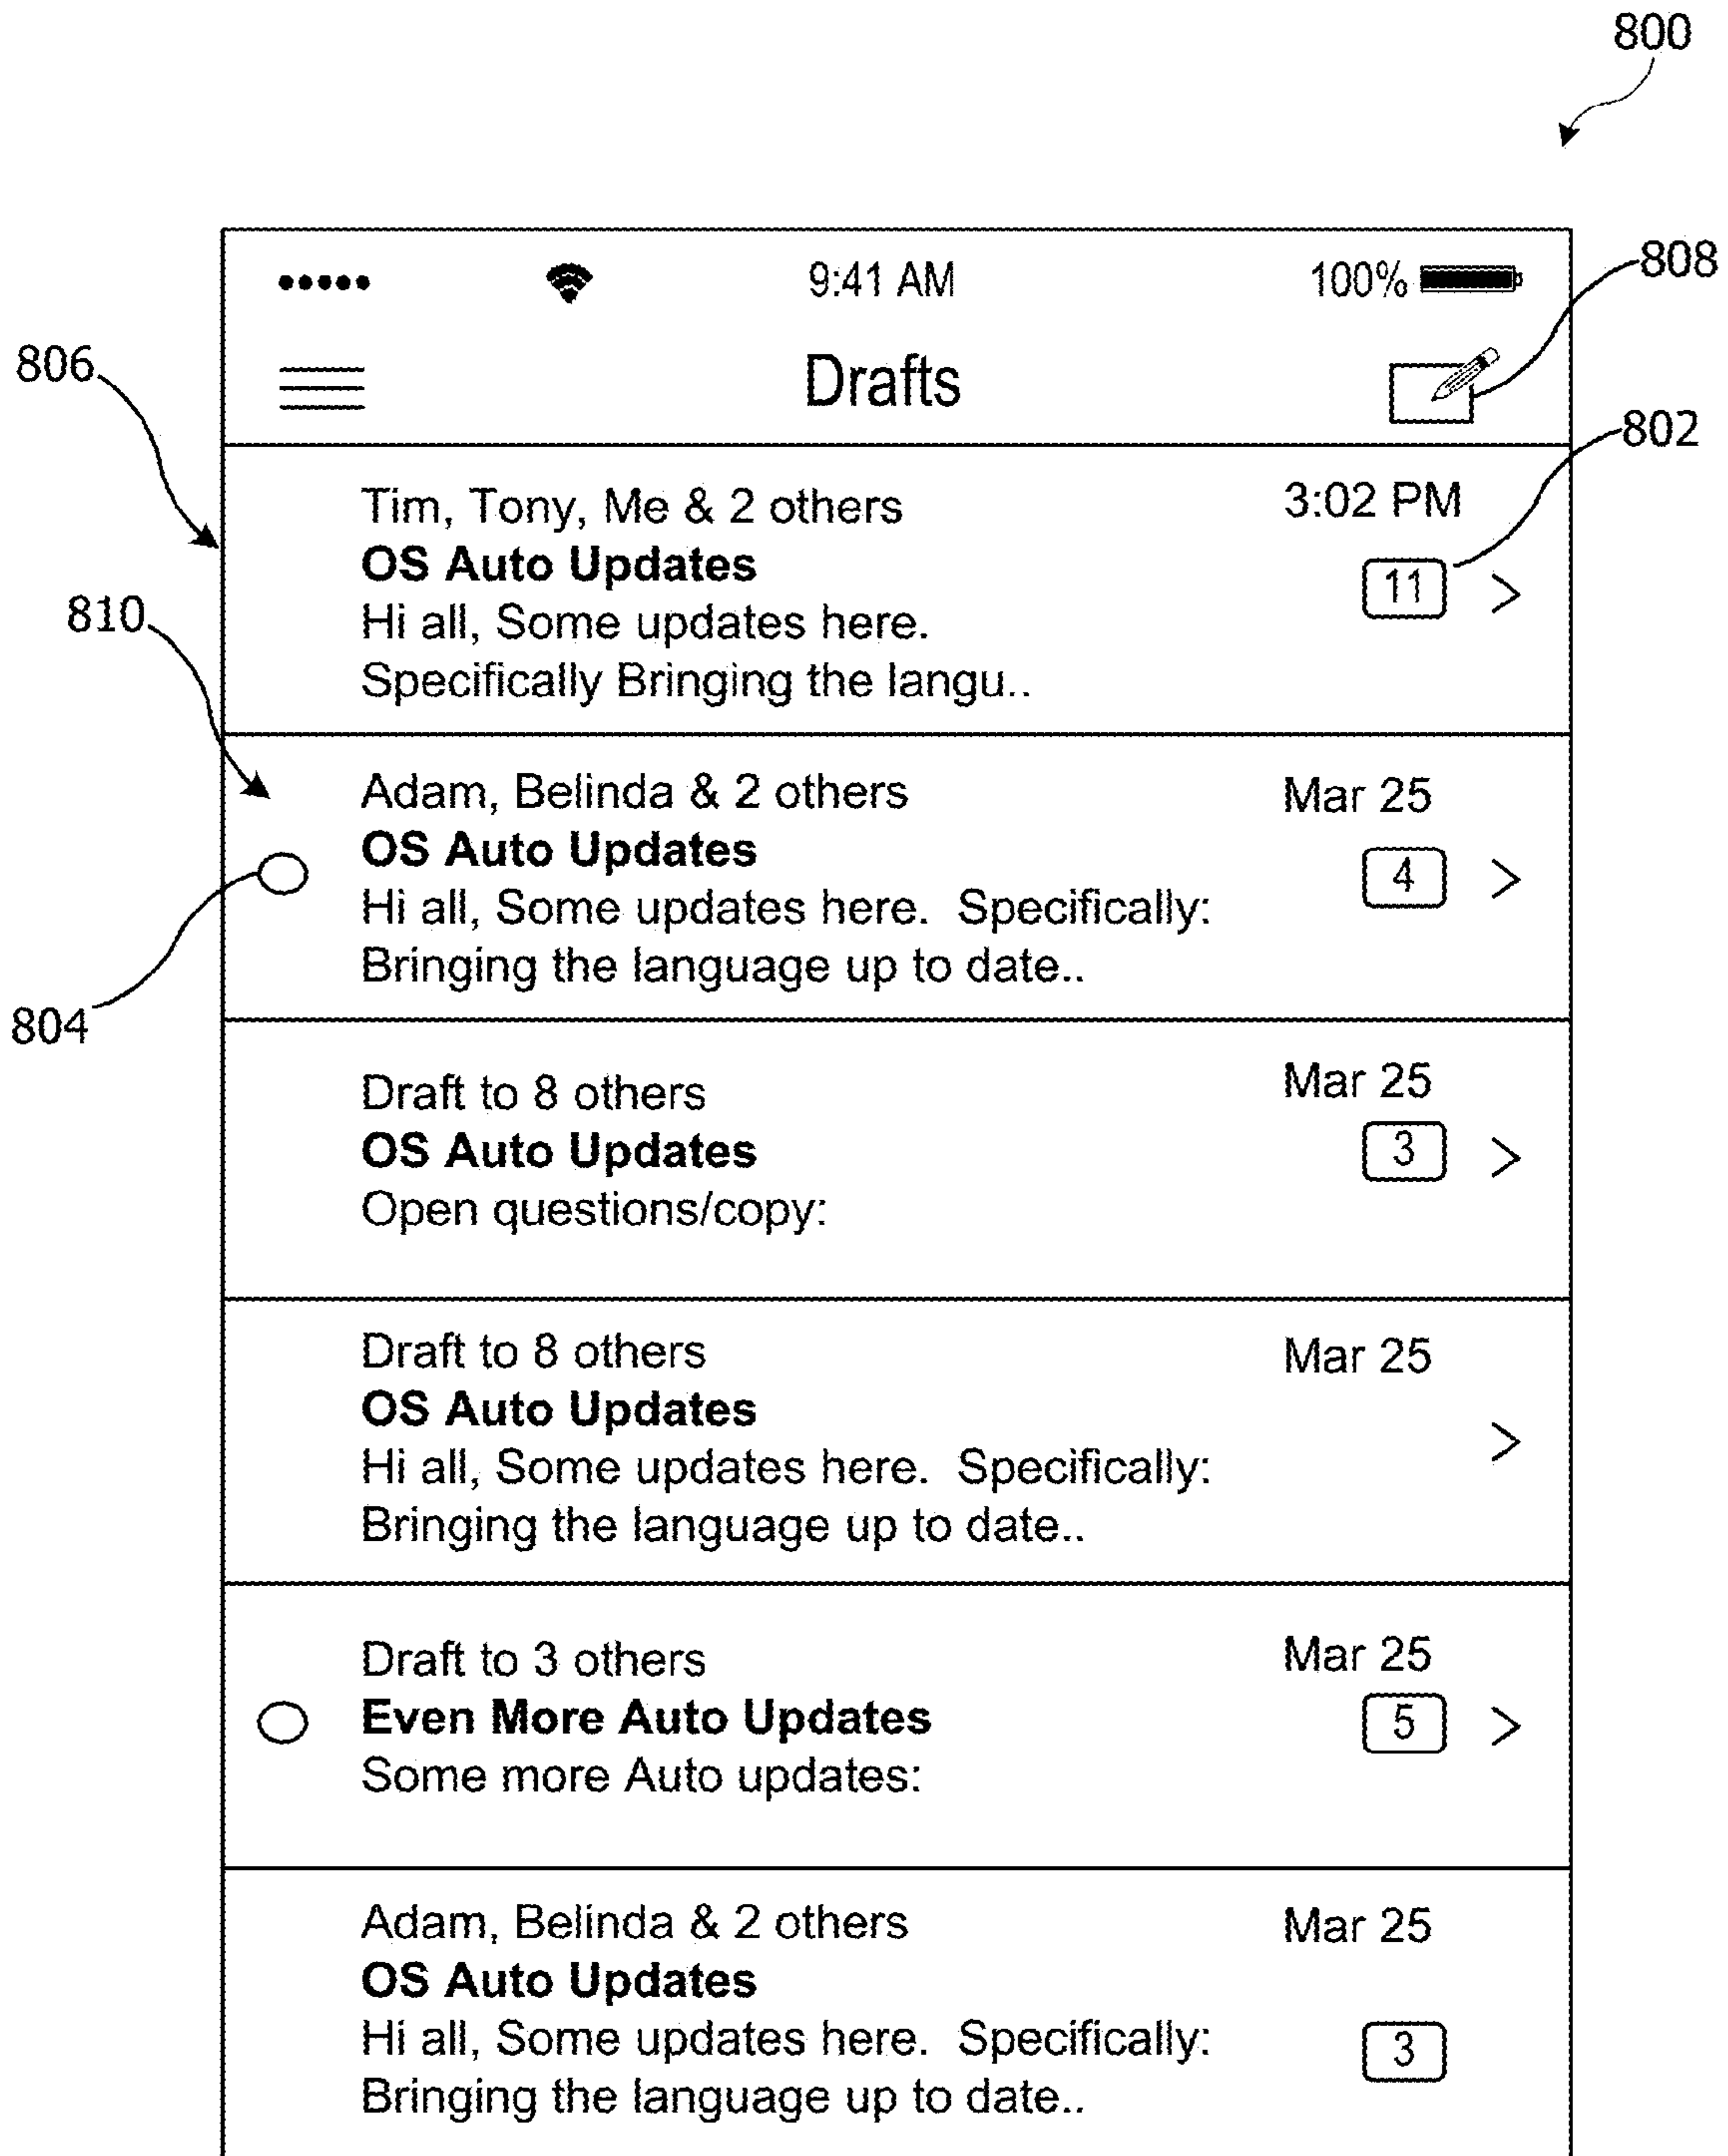 800
9:41 AM 100%
808
806
Drafts
802
Tim, Tony, Me & 2 others 3:02 PM
OS Auto Updates
11 >
Hi all, Some updates here.
810
Specifically Bringing the langu..
Adam, Belinda & 2 others Mar 25
OS Auto Updates
4 >
Hi all, Some updates here. Specifically:
Bringing the language up to date..
804
Draft to 8 others Mar 25
OS Auto Updates 3 >
Open questions/copy:
Draft to 8 others Mar 25
OS Auto Updates
>
Hi all, Some updates here. Specifically:
Bringing the language up to date..
Draft to 3 others Mar 25
Even More Auto Updates 5 >
Some more Auto updates:
Adam, Belinda & 2 others Mar 25
OS Auto Updates
Hi all, Some updates here. Specifically: 3
Bringing the language up to date..